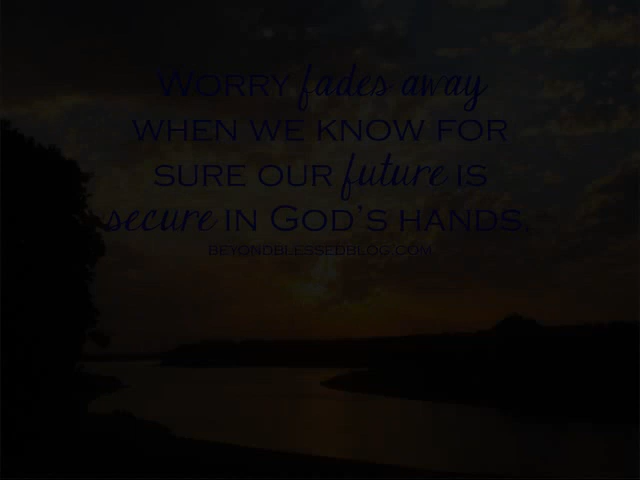 Worry fades away
when we know for
sure our future is
secure in God's hands.
beyondblessedblog.com